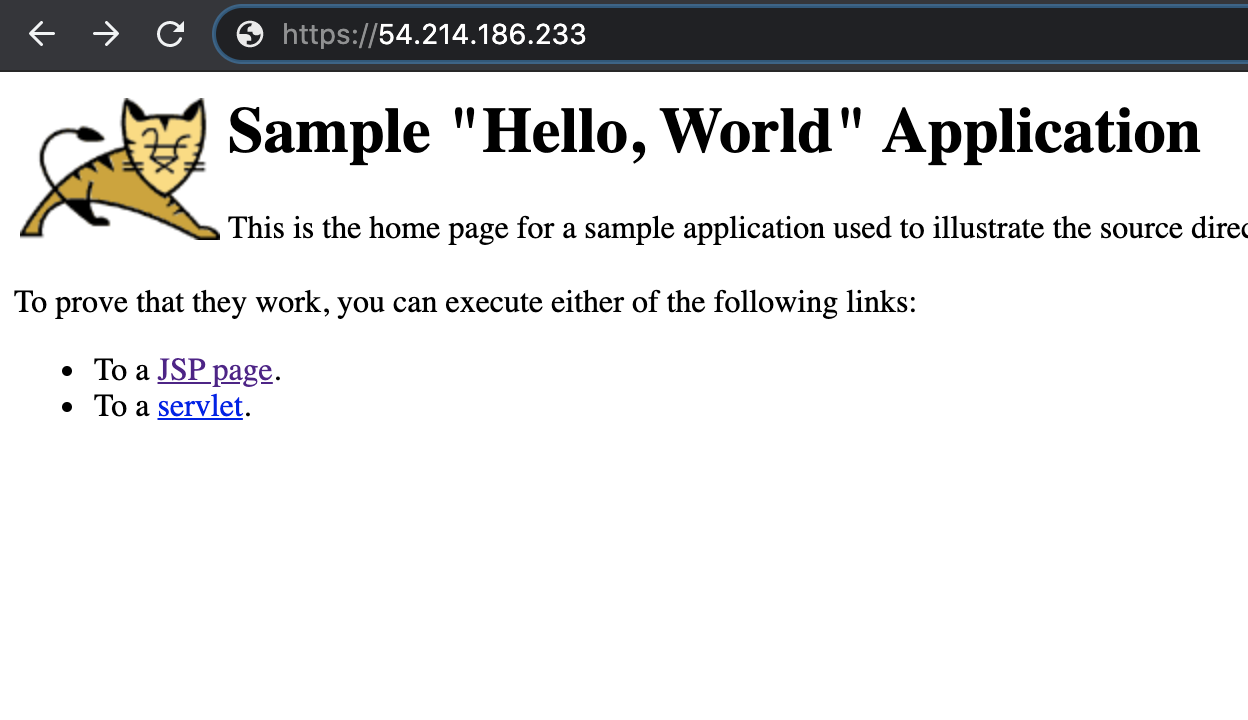 https://54.214.186.233
Sample "Hello, World" Application
This is the home page for a sample application used to illustrate the source
To prove that they work, you can execute either of the following links:
To a JSP page.
To a servlet.